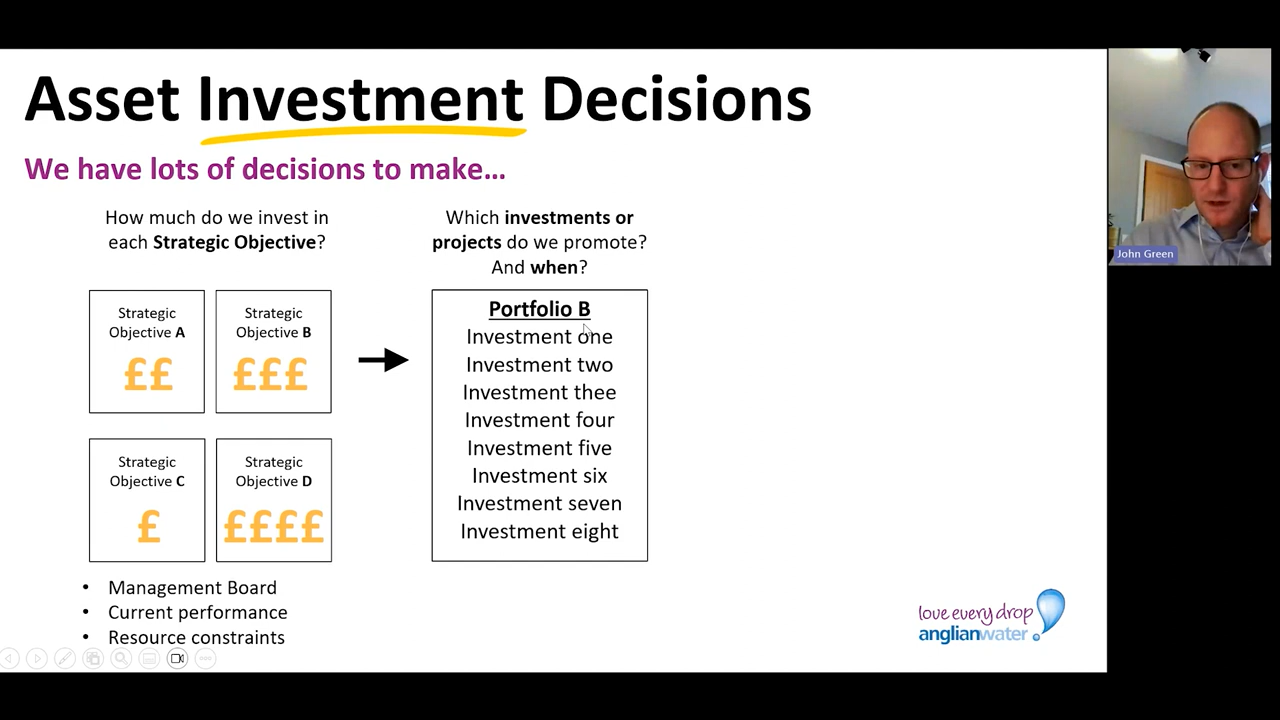 Asset Investment Decisions
We have lots of decisions to make...
How much do we invest in
each Strategic Objective?
Strategic
Objective A
££
Strategic
Objective B
£££
Strategic
Objective C
£
Strategic
Objective D
££££
• Management Board
• Current performance
• Resource constraints
Which investments or
projects do we promote?
And when?
Portfolio B
Investment one
Investment two
Investment thee
Investment four
Investment five
Investment six
Investment seven
Investment eight
love every drop
anglianwater
John Green